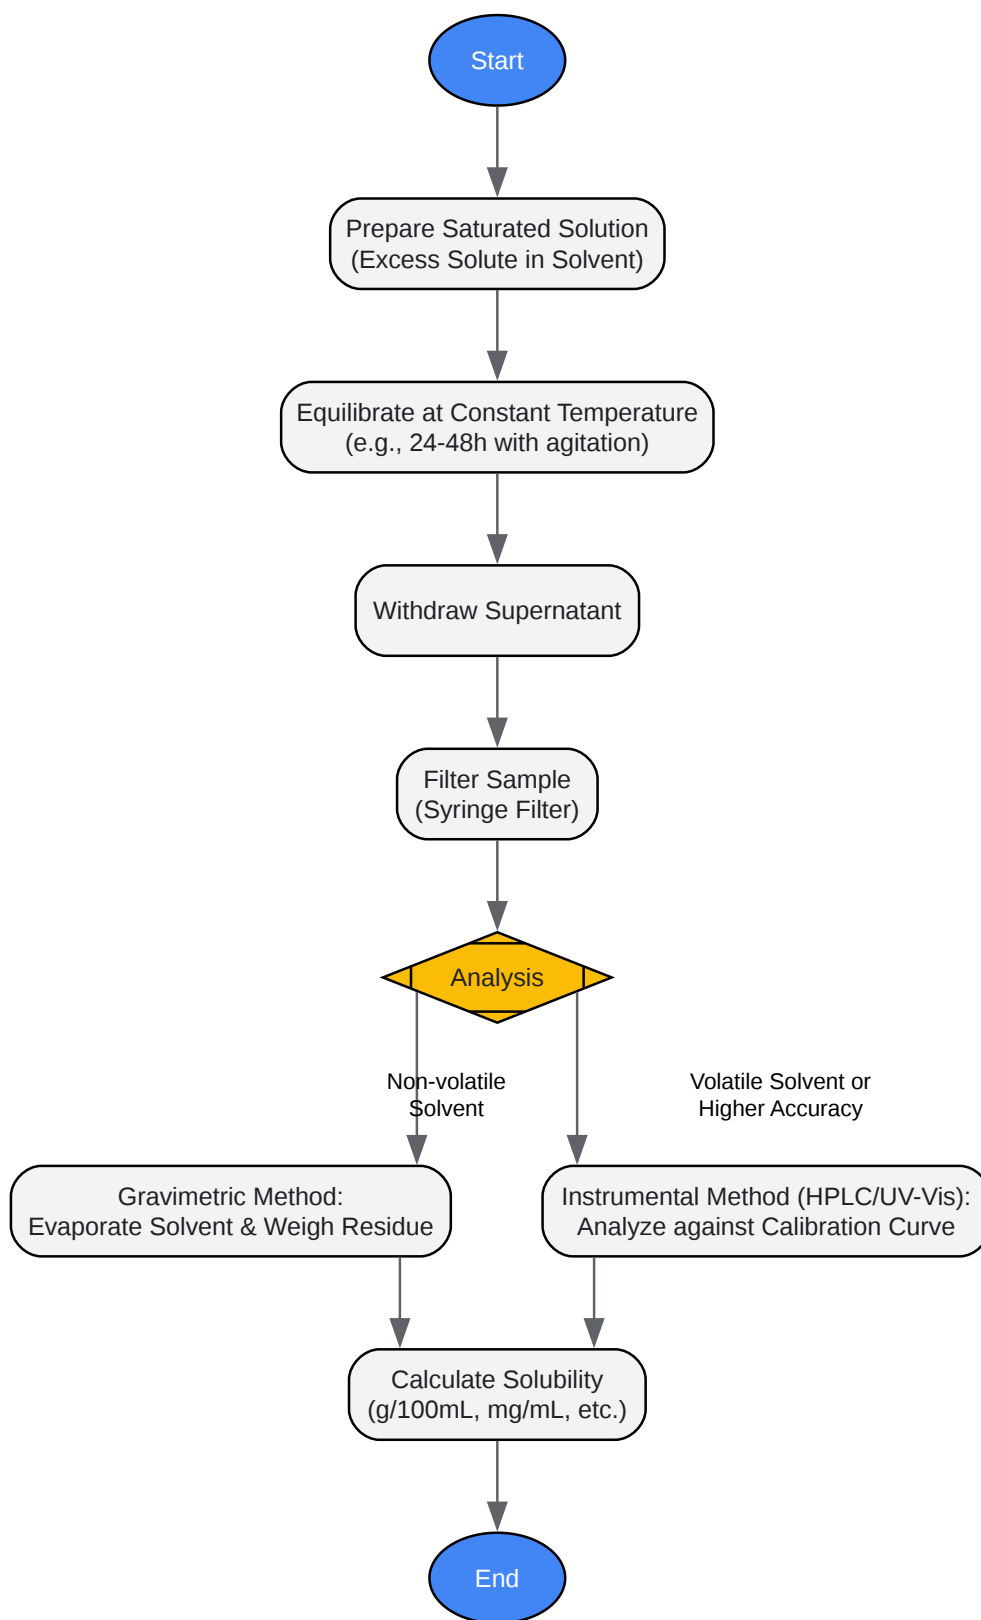 Start
Prepare Saturated Solution
(Excess Solute in Solvent)
Equilibrate at Constant Temperature
(e.g., 24-48h with agitation)
Withdraw Supernatant
Filter Sample
(Syringe Filter)
Analysis
Non-volatile
Solvent
Volatile Solvent or
Higher Accuracy
Gravimetric Method:
Evaporate Solvent & Weigh Residue
Instrumental Method (HPLC/UV-Vis):
Analyze against Calibration Curve
Calculate Solubility
(g/100mL, mg/mL, etc.)
End